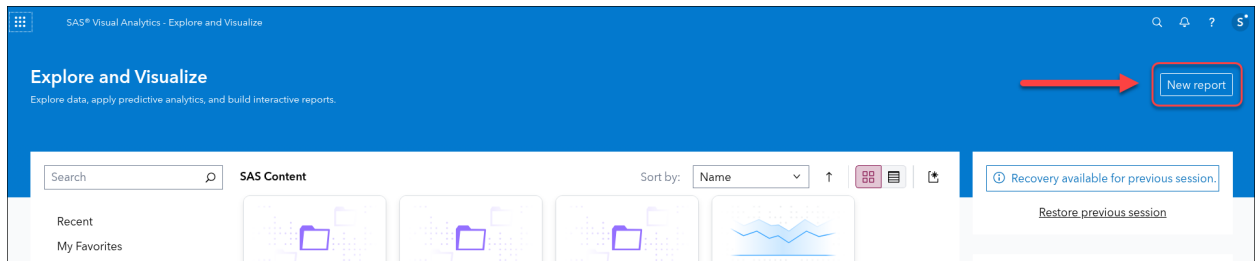 SAS® Visual Analytics - Explore and Visualize
? S
Explore and Visualize
Explore data, apply predictive analytics, and build interactive reports.
New report
Search
SAS Content
Sort by: Name
Recovery available for previous session.
Restore previous session
Recent
My Favorites